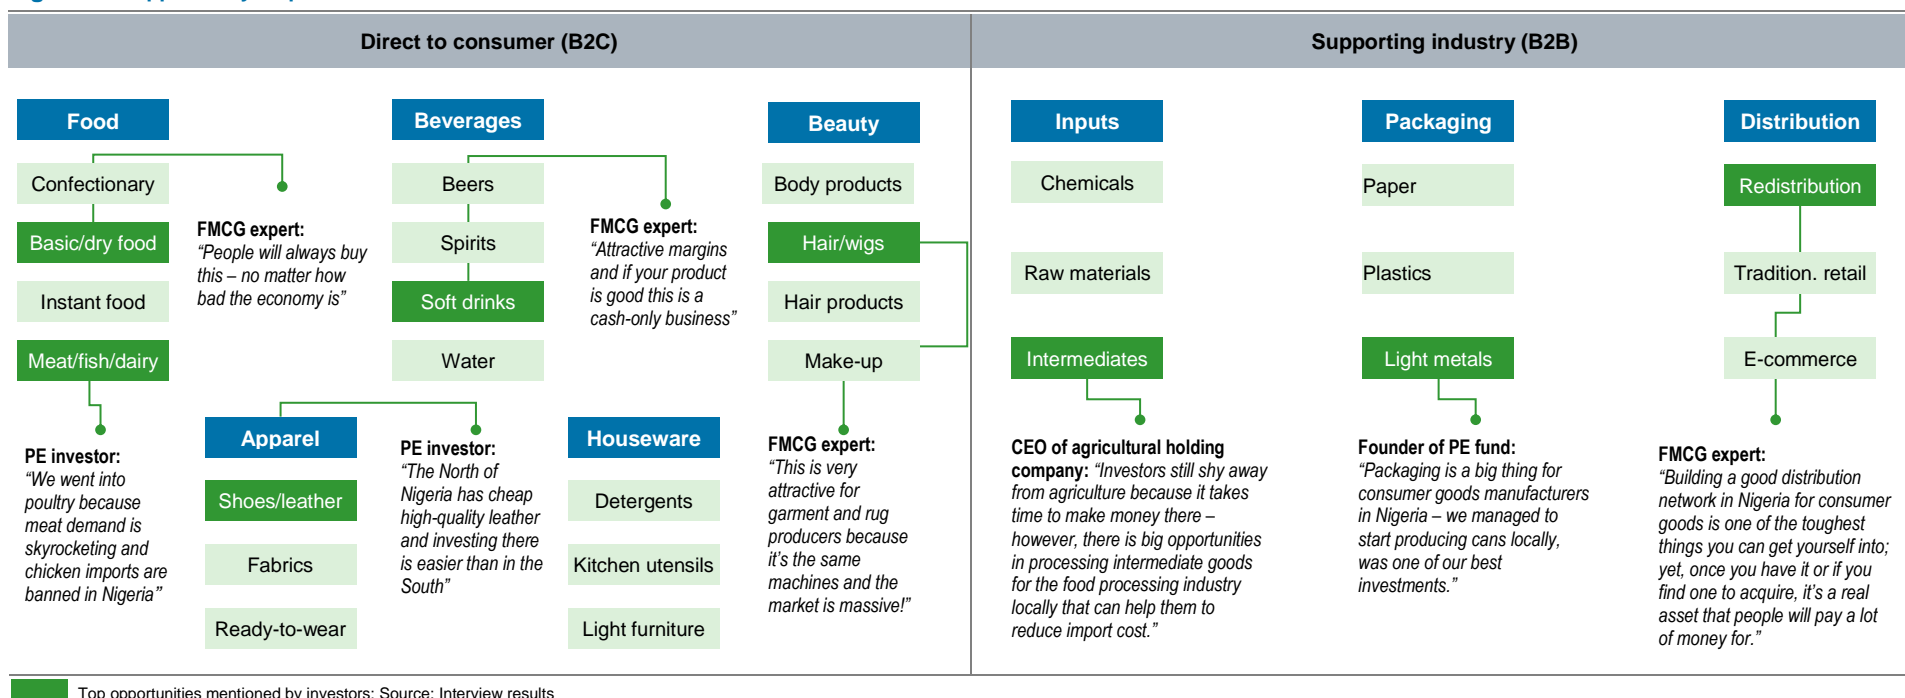 Direct to consumer (B2C)
Supporting industry (B2B)
Food
Confectionary
Basic/dry food
Instant food
Meat/fish/dairy
FMCG expert:
“People will always buy
this – no matter how
bad the economy is”
PE investor:
“We went into
poultry because
meat demand is
skyrocketing and
chicken imports are
banned in Nigeria”
Beverages
Beers
Spirits
Soft drinks
Water
FMCG expert:
“Attractive margins
and if your product
is good this is a
cash-only business”
Beauty
Body products
Hair/wigs
Hair products
Make-up
FMCG expert:
“This is very
attractive for
garment and rug
producers because
it’s the same
machines and the
market is massive!”
Apparel
Shoes/leather
Fabrics
Ready-to-wear
PE investor:
“The North of
Nigeria has cheap
high-quality leather
and investing there
is easier than in the
South”
Houseware
Detergents
Kitchen utensils
Light furniture
Inputs
Chemicals
Raw materials
Intermediates
CEO of agricultural holding
company: “Investors still shy away
from agriculture because it takes
time to make money there –
however, there is big opportunities
in processing intermediate goods
for the food processing industry
locally that can help them to
reduce import cost.”
Packaging
Paper
Plastics
Light metals
Founder of PE fund:
“Packaging is a big thing for
consumer goods manufacturers
in Nigeria – we managed to
start producing cans locally,
was one of our best
investments.”
Distribution
Redistribution
Tradition. retail
E-commerce
FMCG expert:
“Building a good distribution
network in Nigeria for consumer
goods is one of the toughest
things you can get yourself into;
yet, once you have it or if you
find one to acquire, it’s a real
asset that people will pay a lot
of money for.”
Top opportunities mentioned by investors; Source: Interview results